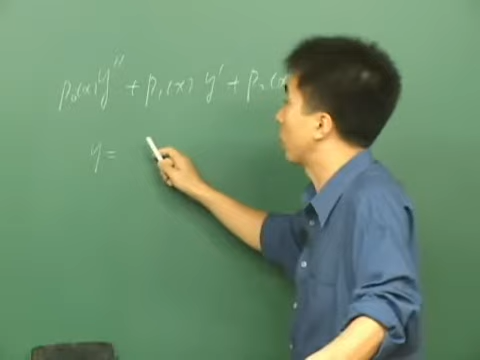 p₀(x)y'' + p₁(x) y' + p₂(x
y =